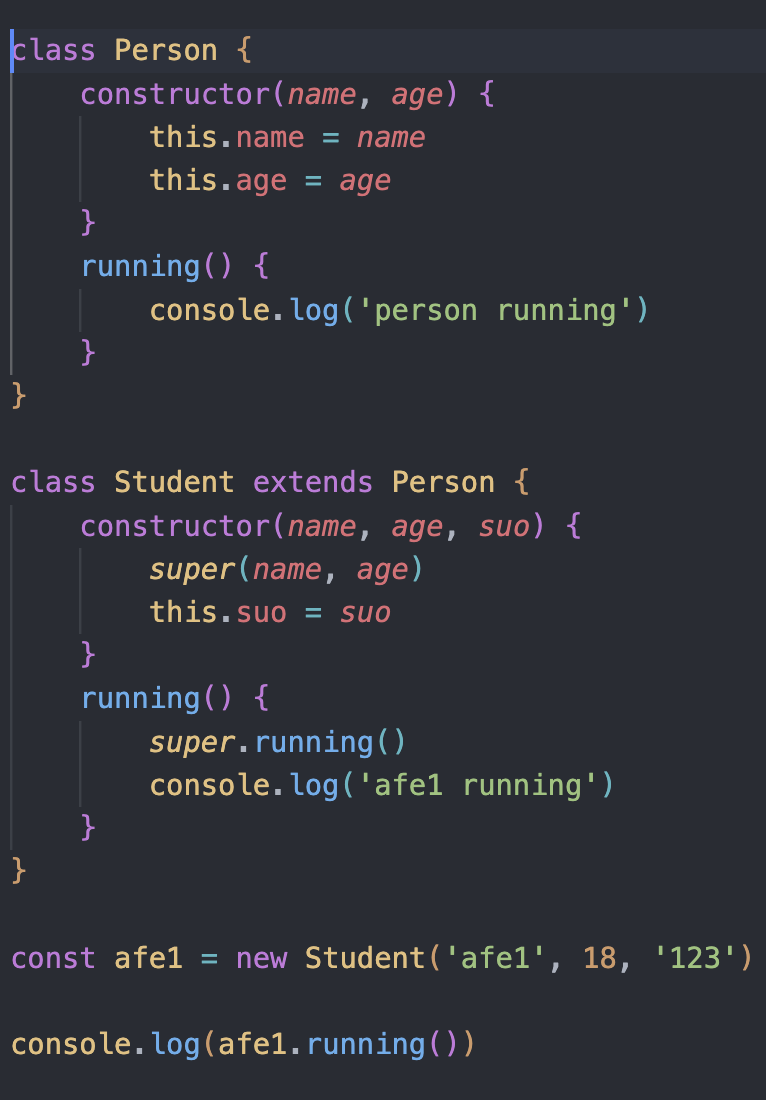 class Person {
    constructor(name, age) {
        this.name = name
        this.age = age
    }
    running() {
        console.log('person running')
    }
}

class Student extends Person {
    constructor(name, age, suo) {
        super(name, age)
        this.suo = suo
    }
    running() {
        super.running()
        console.log('afe1 running')
    }
}

const afe1 = new Student('afe1', 18, '123')

console.log(afe1.running())